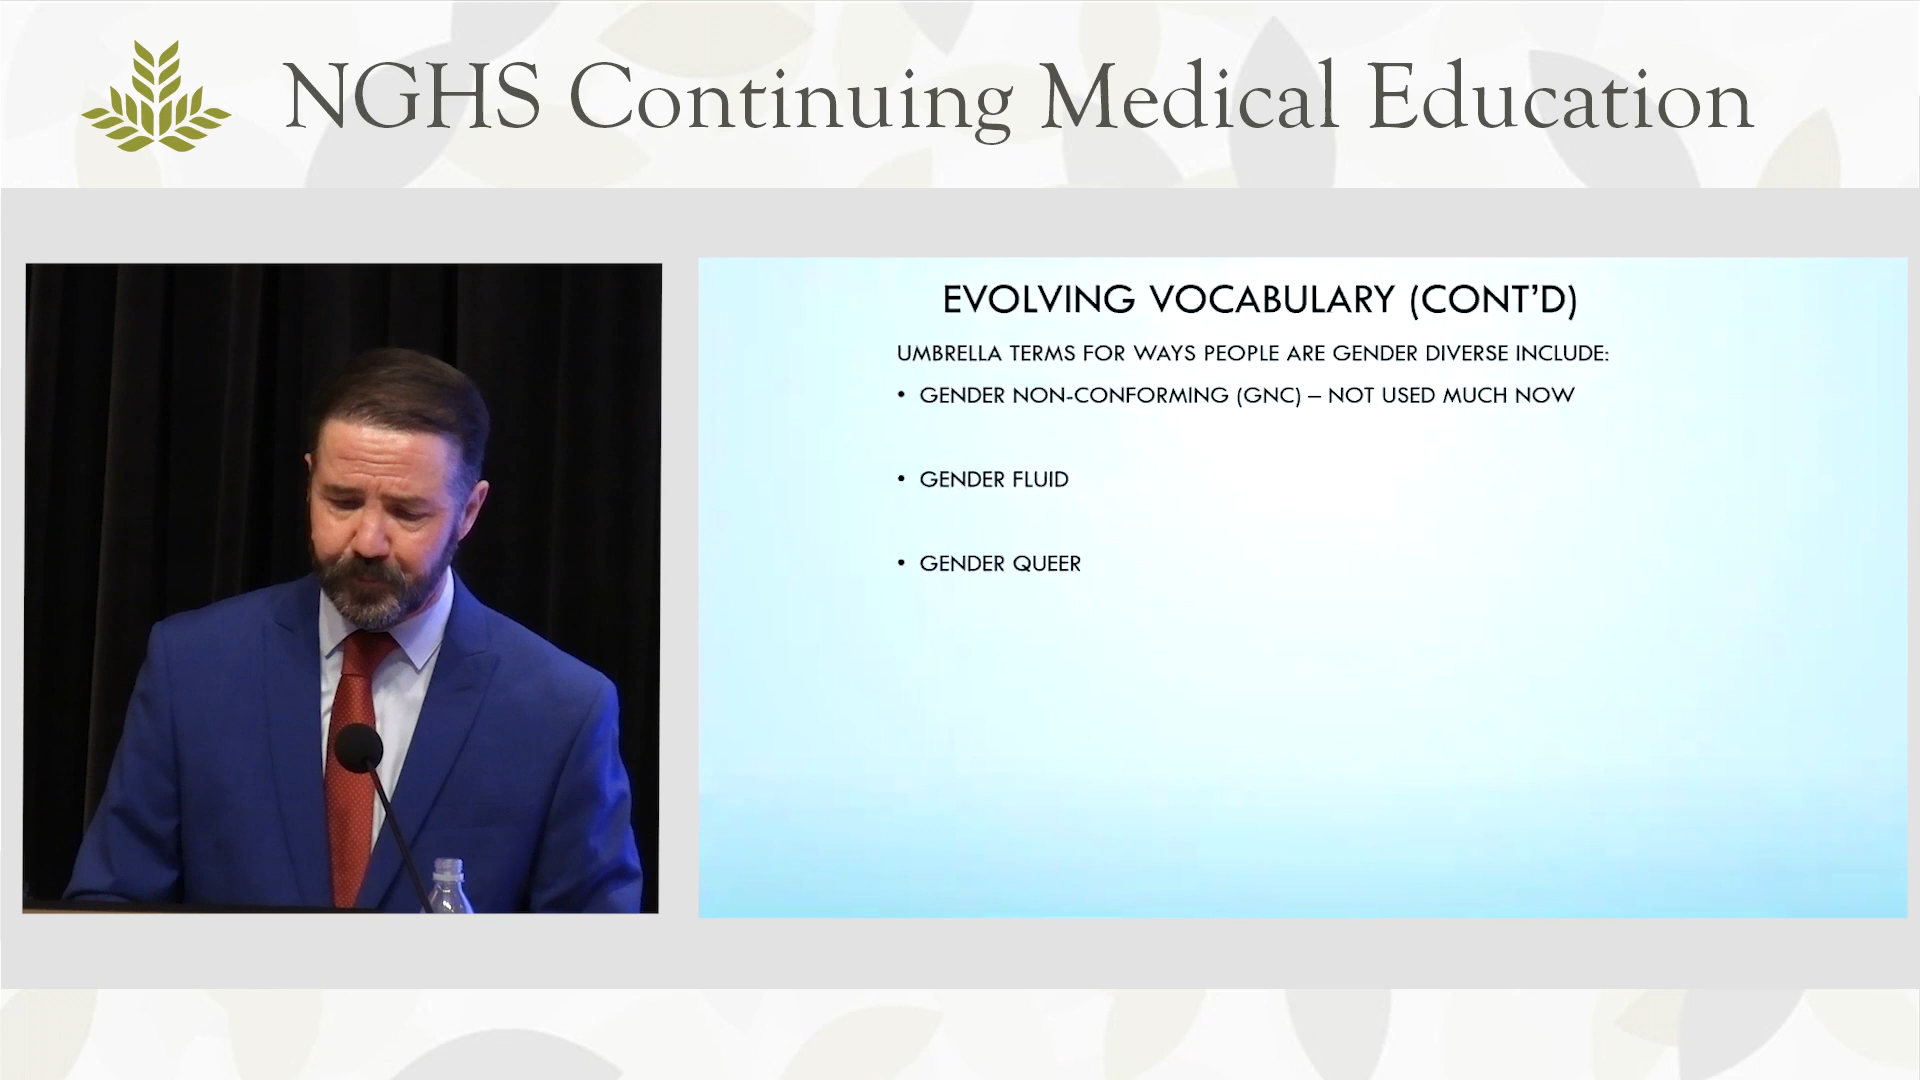 NGHS Continuing Medical Education
EVOLVING VOCABULARY (CONT’D)
UMBRELLA TERMS FOR WAYS PEOPLE ARE GENDER DIVERSE INCLUDE:
• GENDER NON-CONFORMING (GNC) – NOT USED MUCH NOW
• GENDER FLUID
• GENDER QUEER